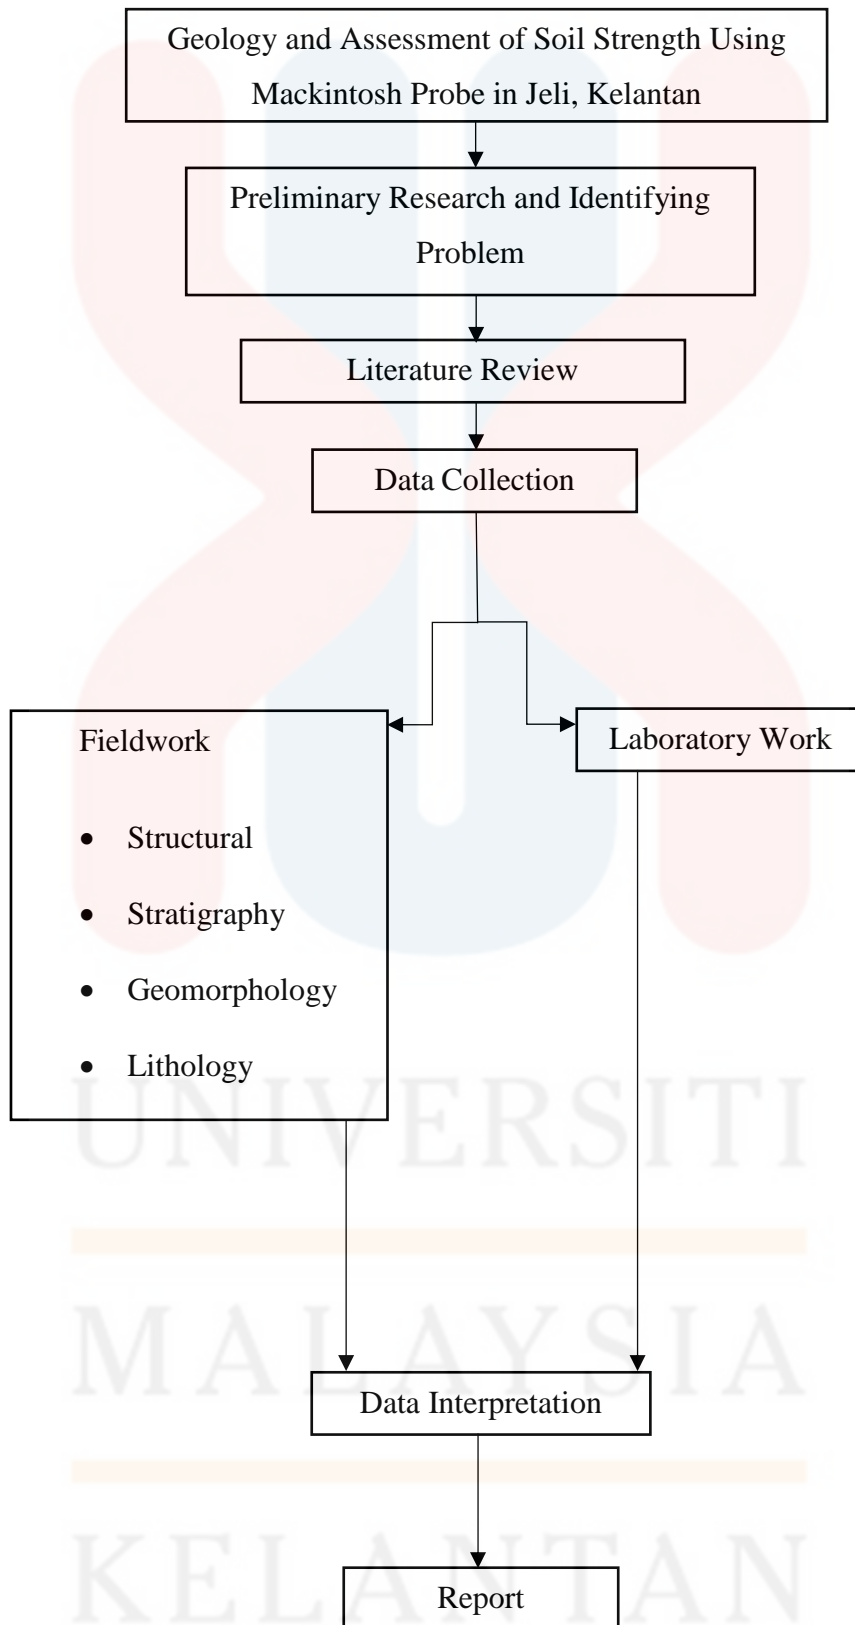 Geology and Assessment of Soil Strength Using
Mackintosh Probe in Jeli, Kelantan
Preliminary Research and Identifying
Problem
Literature Review
Data Collection
Fieldwork
• Structural
• Stratigraphy
• Geomorphology
• Lithology
Laboratory Work
UNIVERSITI
MALAYSIA
Data Interpretation
KELANTAN
Report